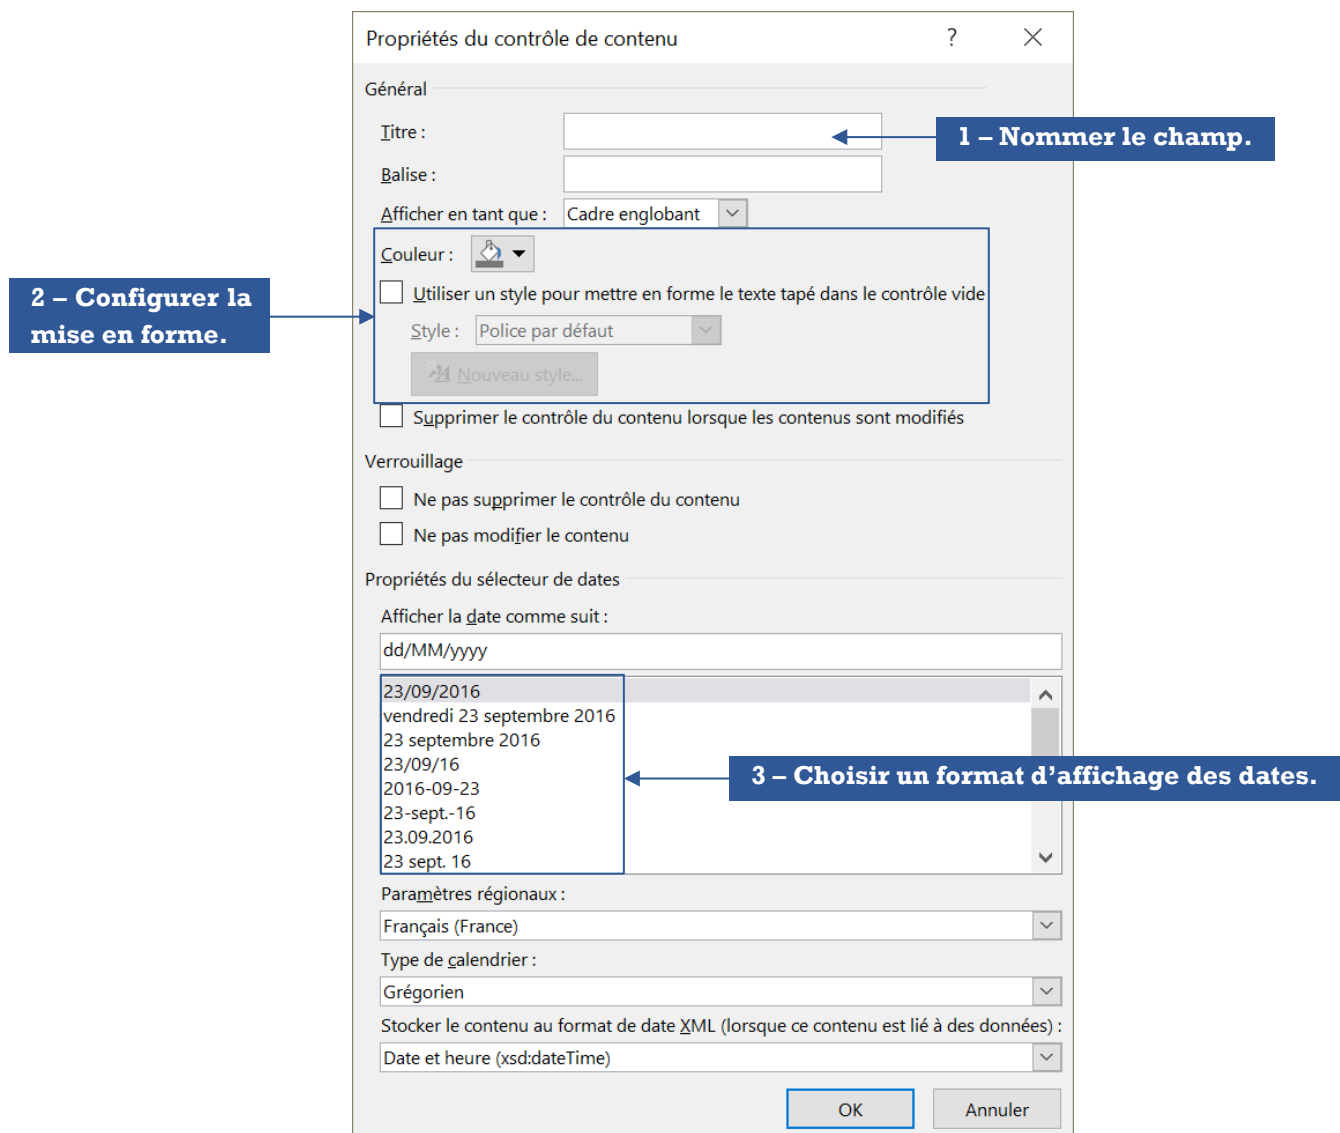 Propriétés du contrôle de contenu ?
Général
Titre :
1 – Nommer le champ.
Balise :
Afficher en tant que : Cadre englobant
Couleur :
2 – Configurer la
mise en forme.
Utiliser un style pour mettre en forme le texte tapé dans le contrôle vide
Style : Police par défaut
Nouveau style...
Supprimer le contrôle du contenu lorsque les contenus sont modifiés
Verrouillage
Ne pas supprimer le contrôle du contenu
Ne pas modifier le contenu
Propriétés du sélecteur de dates
Afficher la date comme suit :
dd/MM/yyyy
23/09/2016
vendredi 23 septembre 2016
23 septembre 2016
23/09/16
2016-09-23
23-sept.-16
23.09.2016
23 sept. 16
3 – Choisir un format d’affichage des dates.
Paramètres régionaux :
Français (France)
Type de calendrier :
Grégorien
Stocker le contenu au format de date XML (lorsque ce contenu est lié à des données) :
Date et heure (xsd:dateTime)
OK Annuler